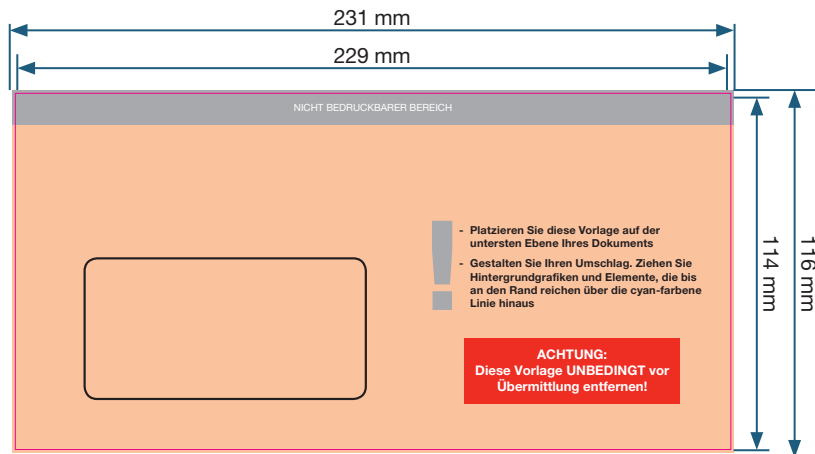 231 mm
229 mm
NICHT BEDRUCKBARER BEREICH
- Platzieren Sie diese Vorlage auf der
untersten Ebene Ihres Dokuments
- Gestalten Sie Ihren Umschlag. Ziehen Sie
Hintergrundgrafiken und Elemente, die bis
an den Rand reichen über die cyan-farbene
Linie hinaus
ACHTUNG:
Diese Vorlage UNBEDINGT vor
Übermittlung entfernen!
114 mm
116 mm